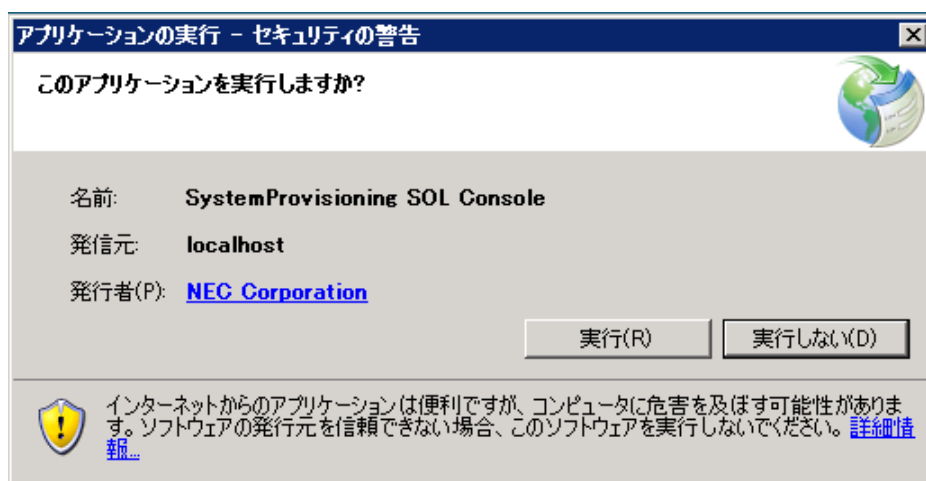 アプリケーションの実行 - セキュリティの警告
このアプリケーションを実行しますか?
名前: SystemProvisioning SOL Console
発信元: localhost
発行者(P): NEC Corporation
実行(R) 実行しない(D)
インターネットからのアプリケーションは便利ですが、コンピュータに危害を及ぼす可能性がありま
す。ソフトウェアの発行元を信頼できない場合、このソフトウェアを実行しないでください。詳細情
報...